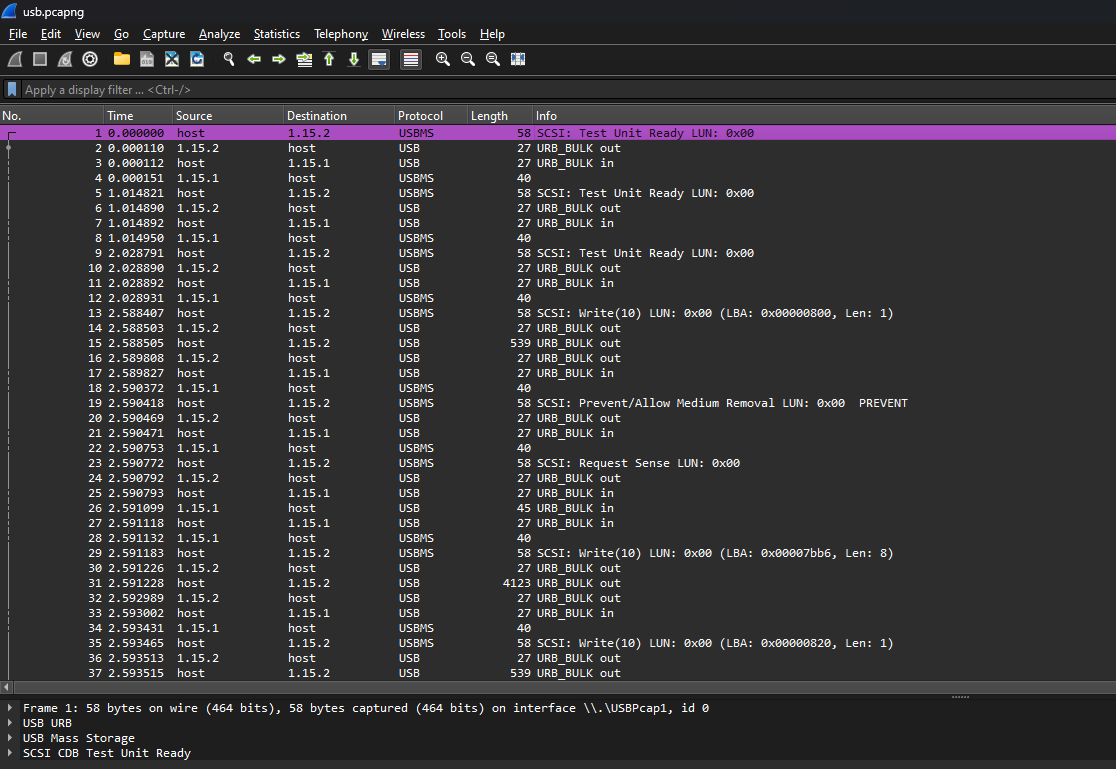 usb.pcapng
File Edit View Go Capture Analyze Statistics Telephony Wireless Tools Help
Apply a display filter ... <Ctrl-/>
No. Time Source Destination Protocol Length Info
1 0.000000 host 1.15.2 USBMS 58 SCSI: Test Unit Ready LUN: 0x00
2 0.000110 1.15.2 host USB 27 URB_BULK out
3 0.000112 host 1.15.1 USB 27 URB_BULK in
4 0.000151 1.15.1 host USBMS 40
5 1.014821 host 1.15.2 USBMS 58 SCSI: Test Unit Ready LUN: 0x00
6 1.014890 1.15.2 host USB 27 URB_BULK out
7 1.014892 host 1.15.1 USB 27 URB_BULK in
8 1.014950 1.15.1 host USBMS 40
9 2.028791 host 1.15.2 USBMS 58 SCSI: Test Unit Ready LUN: 0x00
10 2.028890 1.15.2 host USB 27 URB_BULK out
11 2.028892 host 1.15.1 USB 27 URB_BULK in
12 2.028931 1.15.1 host USBMS 40
13 2.588407 host 1.15.2 USBMS 58 SCSI: Write(10) LUN: 0x00 (LBA: 0x00000800, Len: 1)
14 2.588503 1.15.2 host USB 27 URB_BULK out
15 2.588505 host 1.15.2 USB 539 URB_BULK out
16 2.589808 1.15.2 host USB 27 URB_BULK out
17 2.589827 host 1.15.1 USB 27 URB_BULK in
18 2.590372 1.15.1 host USBMS 40
19 2.590418 host 1.15.2 USBMS 58 SCSI: Prevent/Allow Medium Removal LUN: 0x00 PREVENT
20 2.590469 1.15.2 host USB 27 URB_BULK out
21 2.590471 host 1.15.1 USB 27 URB_BULK in
22 2.590753 1.15.1 host USBMS 40
23 2.590772 host 1.15.2 USBMS 58 SCSI: Request Sense LUN: 0x00
24 2.590792 1.15.2 host USB 27 URB_BULK out
25 2.590793 host 1.15.1 USB 27 URB_BULK in
26 2.591099 1.15.1 host USB 45 URB_BULK in
27 2.591118 host 1.15.1 USB 27 URB_BULK in
28 2.591132 1.15.1 host USBMS 40
29 2.591183 host 1.15.2 USBMS 58 SCSI: Write(10) LUN: 0x00 (LBA: 0x00007bb6, Len: 8)
30 2.591226 1.15.2 host USB 27 URB_BULK out
31 2.591228 host 1.15.2 USB 4123 URB_BULK out
32 2.592989 1.15.2 host USB 27 URB_BULK out
33 2.593002 host 1.15.1 USB 27 URB_BULK in
34 2.593431 1.15.1 host USBMS 40
35 2.593465 host 1.15.2 USBMS 58 SCSI: Write(10) LUN: 0x00 (LBA: 0x00000820, Len: 1)
36 2.593513 1.15.2 host USB 27 URB_BULK out
37 2.593515 host 1.15.2 USB 539 URB_BULK out
Frame 1: 58 bytes on wire (464 bits), 58 bytes captured (464 bits) on interface \\.\USBPcap1, id 0
USB URB
USB Mass Storage
SCSI CDB Test Unit Ready